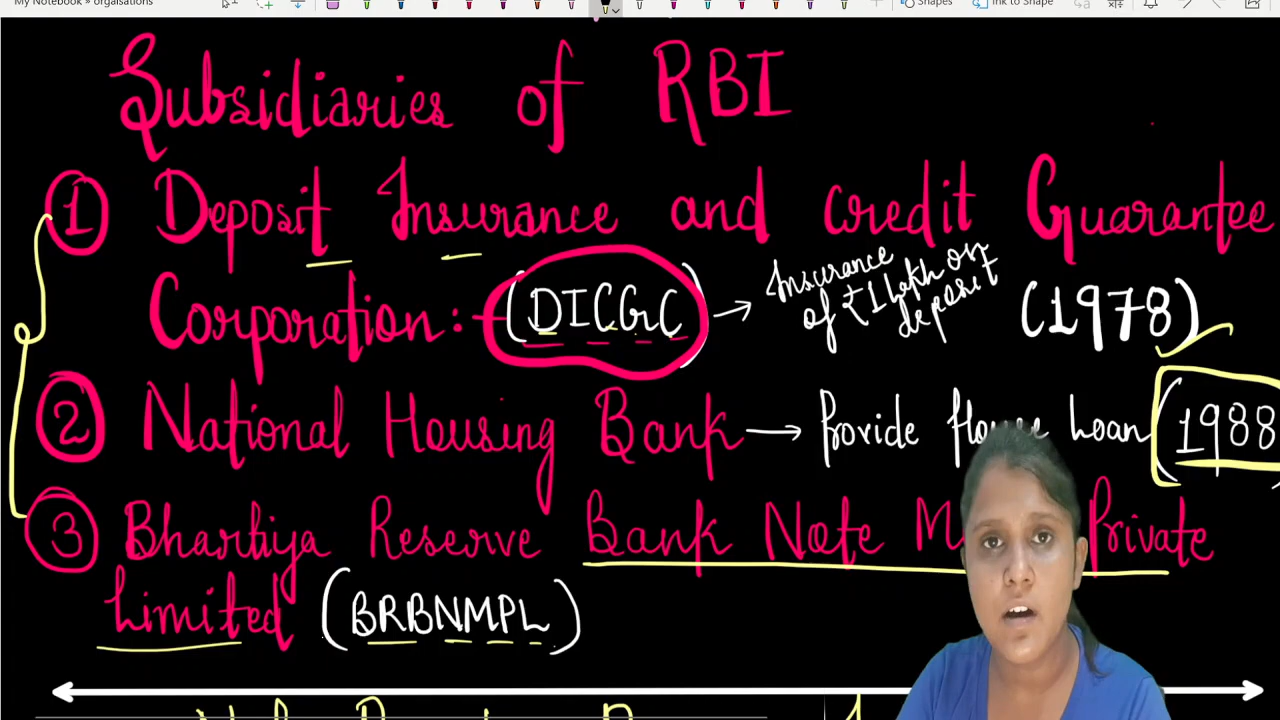 My Notebook » orgaisations
Shapes
Ink to Shape
Subsidiaries of RBI
1 Deposit Insurance and credit Guarantee
Corporation:- (DICGC) → Insurance of ₹1 lakh on deposit (1978)
2 National Housing Bank → Provide House Loan (1988)
3 Bhartiya Reserve Bank Note M Private
Limited (BRBNMPL)